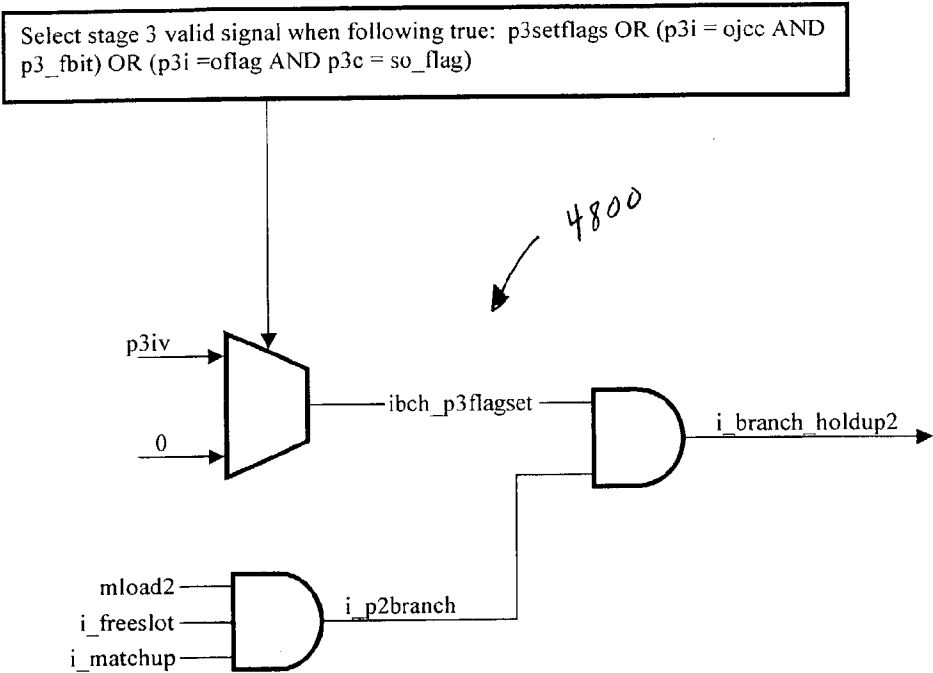 Select stage 3 valid signal when following true: p3setflags OR (p3i = ojcc AND
p3_fbit) OR (p3i =oflag AND p3c = so_flag)
4800
p3iv
ibch_p3flagset
i_branch_holdup2
0
mload2
i_p2branch
i_freeslot
i_matchup